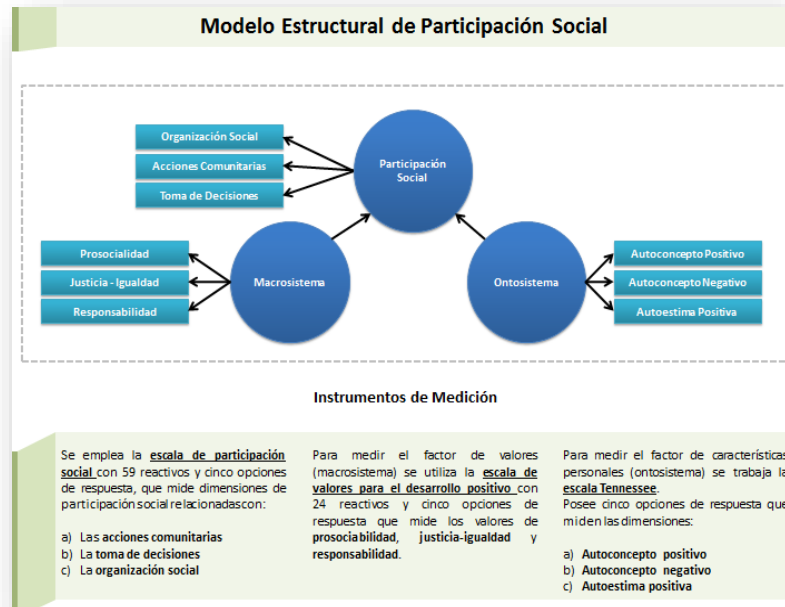 Modelo Estructural de Participación Social
Organización Social
Acciones Comunitarias
Toma de Decisiones
Participación
Social
Prosocialidad
Justicia - Igualdad
Responsabilidad
Macrosistema
Ontosistema
Autoconcepto Positivo
Autoconcepto Negativo
Autoestima Positiva
Instrumentos de Medición
Se emplea la escala de participación
social con 59 reactivos y cinco opciones
de respuesta, que mide dimensiones de
participación social relacionadascon:
a) Las acciones comunitarias
b) La toma de decisiones
c) La organización social
Para medir el factor de valores
(macrosistema) se utiliza la escala de
valores para el desarrollo positivo con
24 reactivos y cinco opciones de
respuesta que mide los valores de
prosociabilidad, justicia-igualdad y
responsabilidad.
Para medir el factor de características
personales (ontosistema) se trabaja la
escala Tennessee.
Posee cinco opciones de respuesta que
miden las dimensiones:
a) Autoconcepto positivo
b) Autoconcepto negativo
c) Autoestima positiva